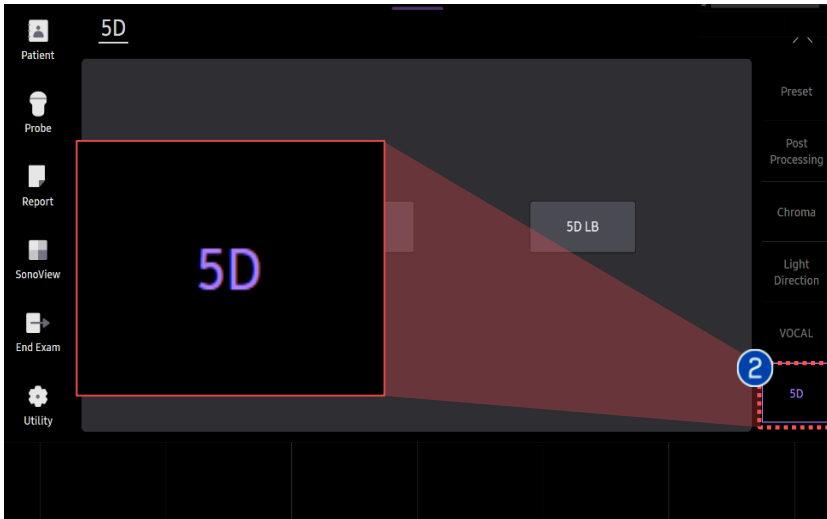 5D
Patient
Probe
Report
SonoView
End Exam
Utility
5D
5D LB
Preset
Post
Processing
Chroma
Light
Direction
VOCAL
2
5D